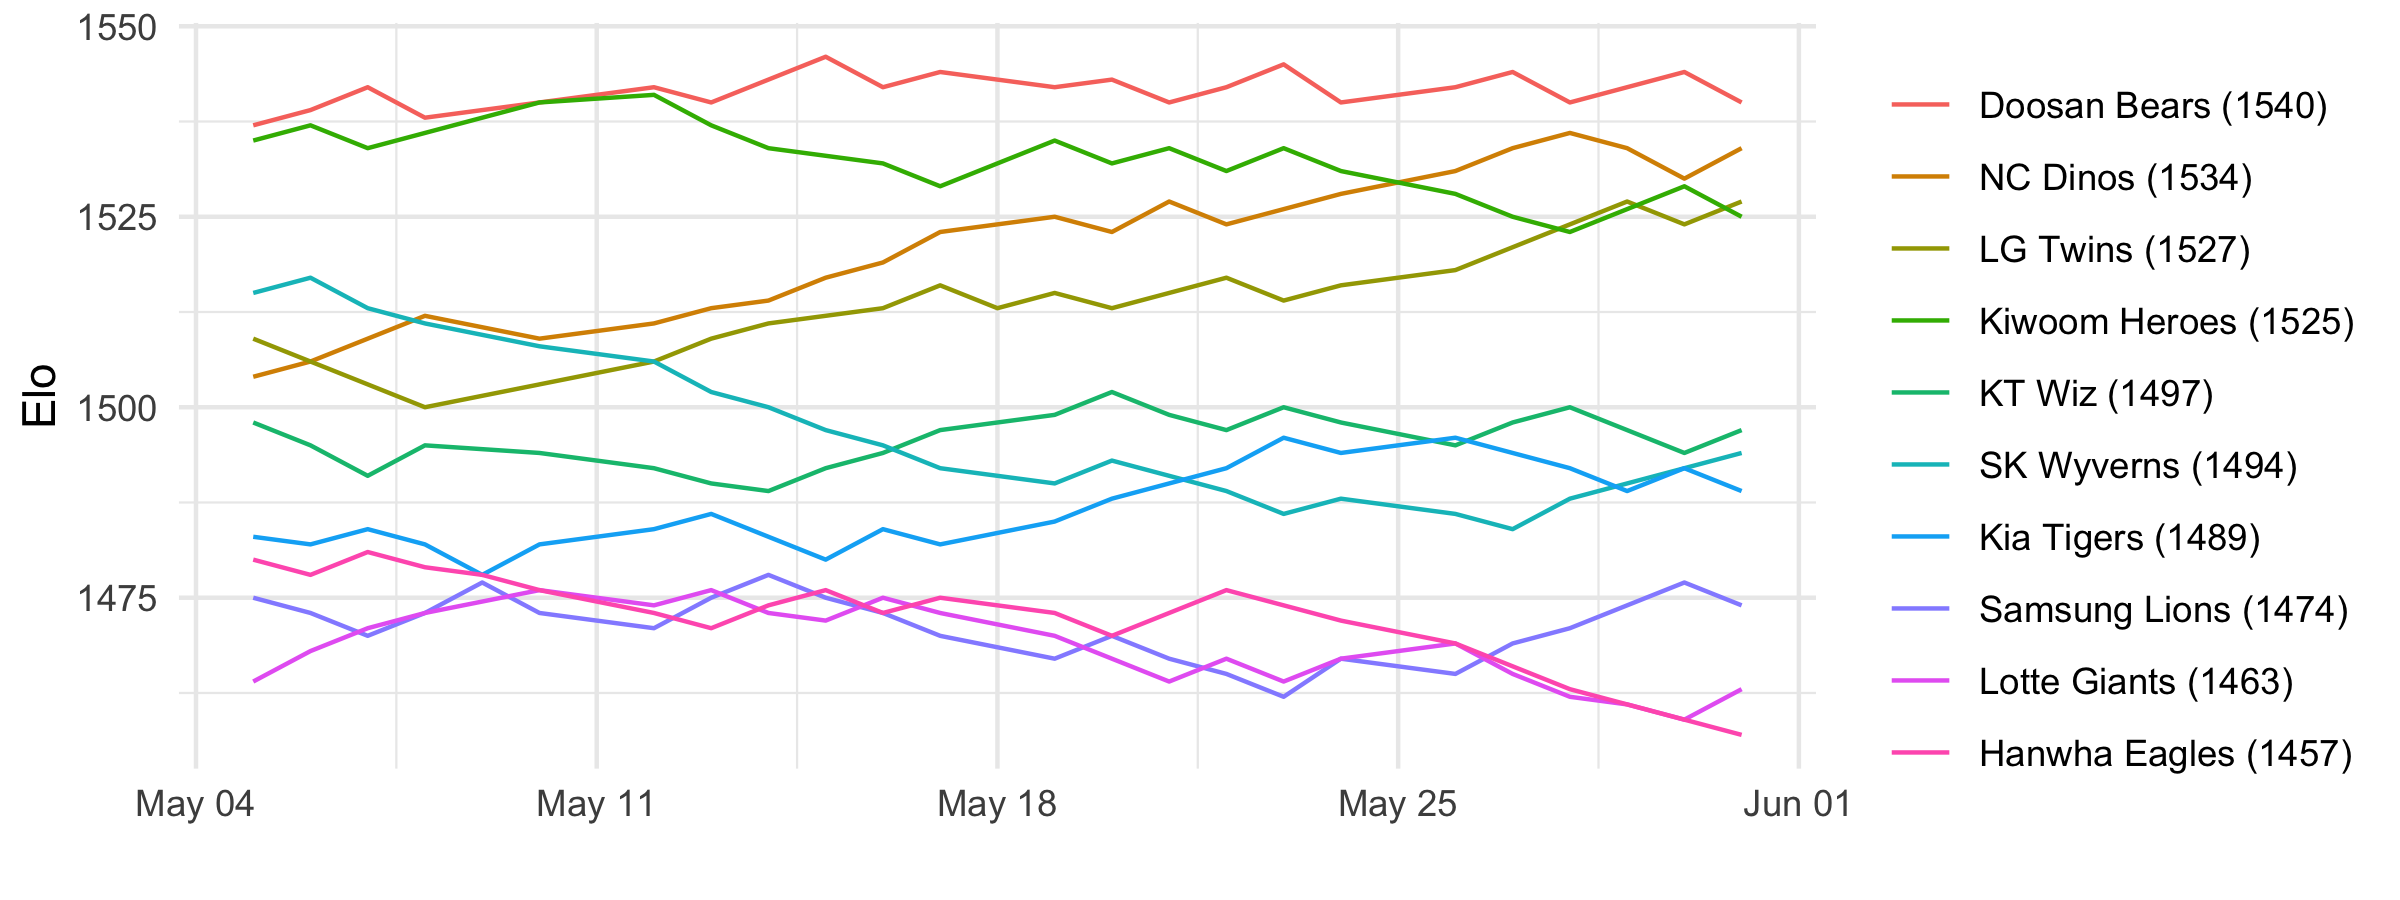 1550
1525
1500
1475
Elo
May 04
May 11
May 18
May 25
Jun 01
Doosan Bears (1540)
NC Dinos (1534)
LG Twins (1527)
Kiwoom Heroes (1525)
KT Wiz (1497)
SK Wyverns (1494)
Kia Tigers (1489)
Samsung Lions (1474)
Lotte Giants (1463)
Hanwha Eagles (1457)